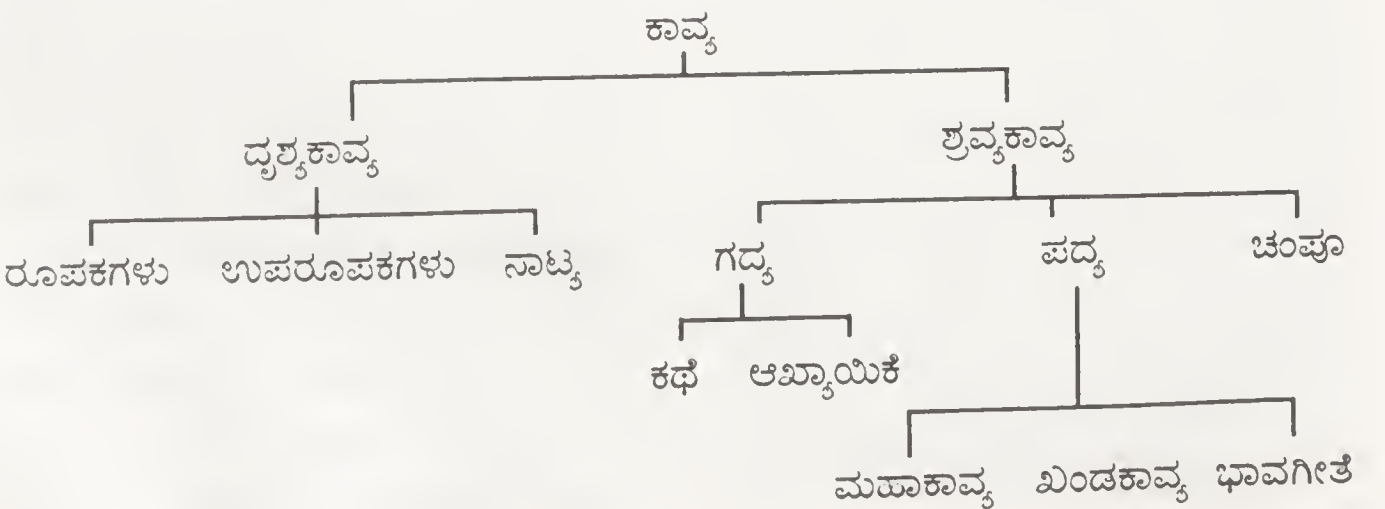 ಕಾವ್ಯ
ದೃಶ್ಯಕಾವ್ಯ ಶ್ರವ್ಯಕಾವ್ಯ
ರೂಪಕಗಳು ಉಪರೂಪಕಗಳು ನಾಟ್ಯ ಗದ್ಯ ಪದ್ಯ ಚಂಪೂ
ಕಥೆ ಆಖ್ಯಾಯಿಕೆ
ಮಹಾಕಾವ್ಯ ಖಂಡಕಾವ್ಯ ಭಾವಗೀತೆ